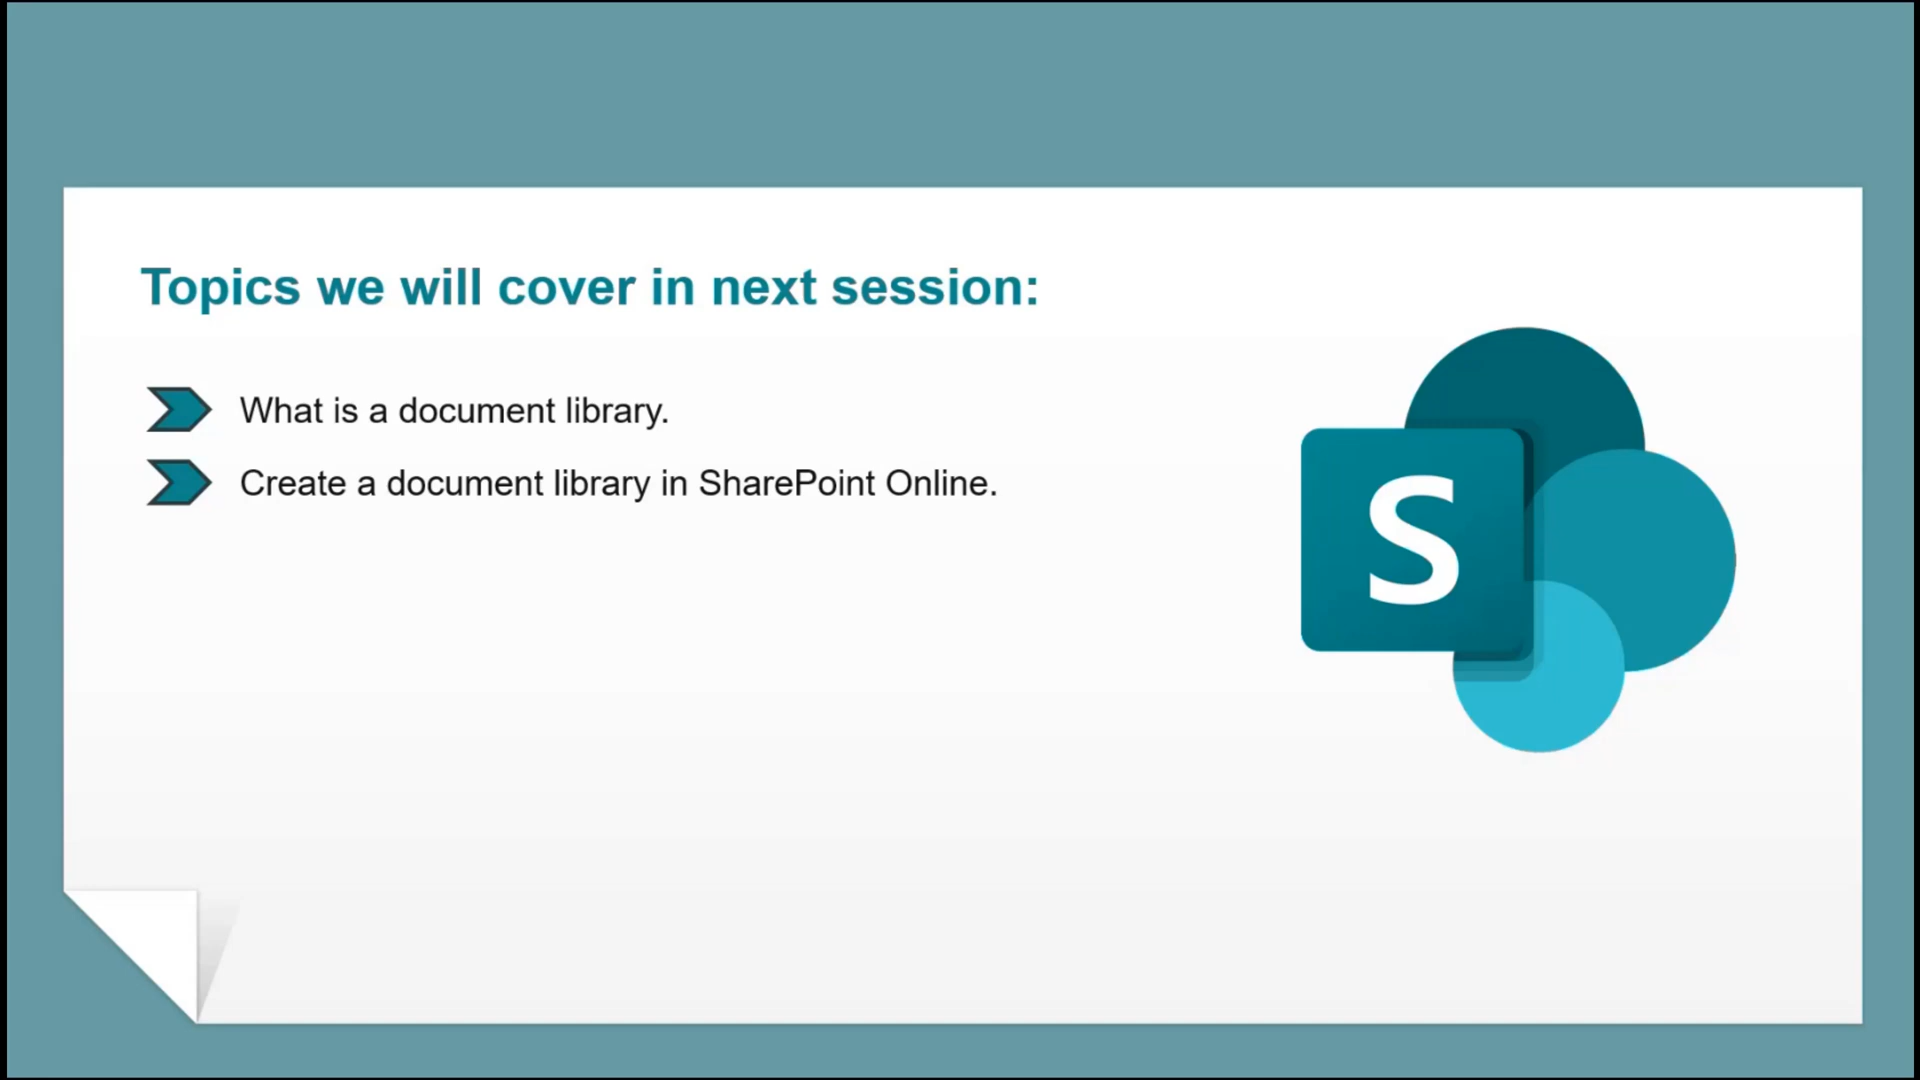 Topics we will cover in next session:
What is a document library.
Create a document library in SharePoint Online.
S